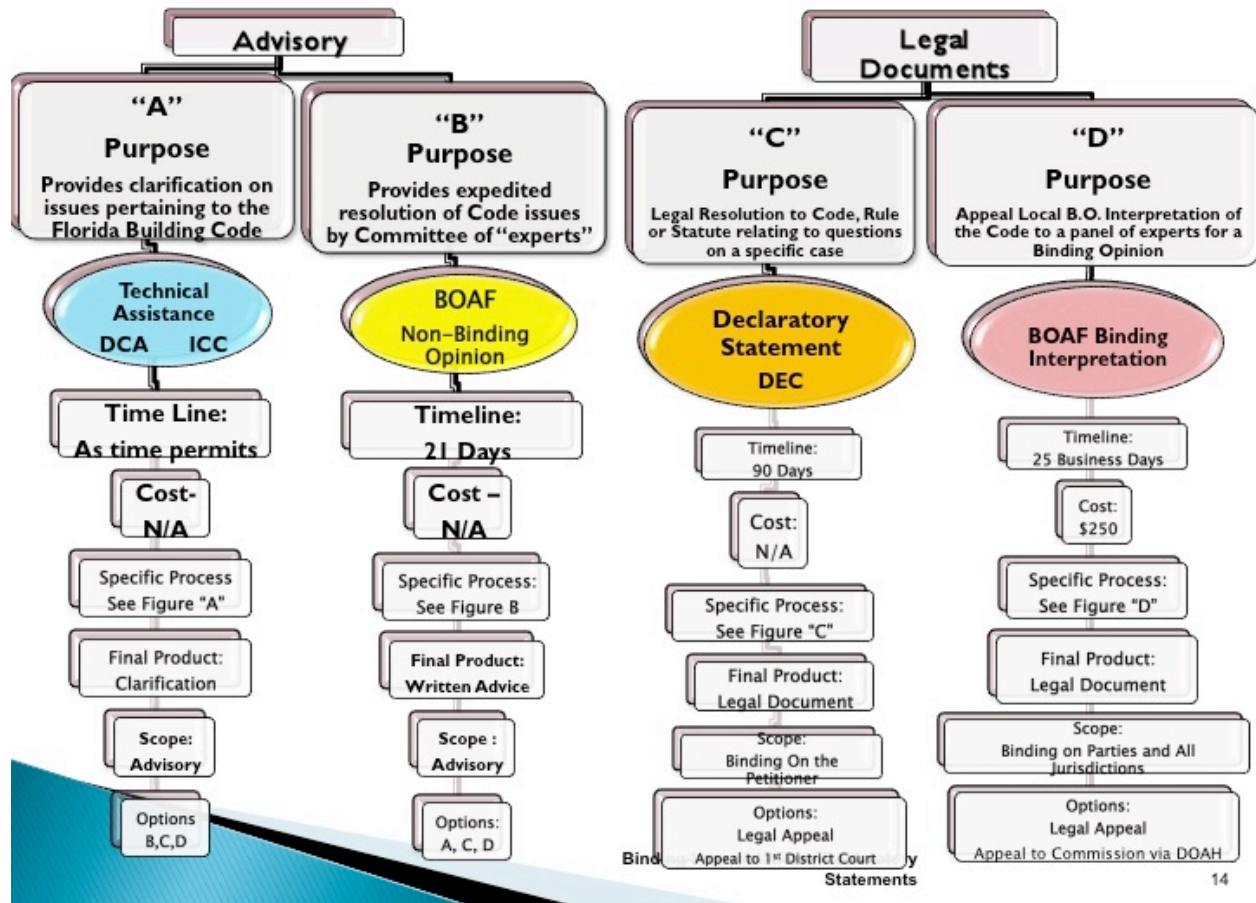 Advisory
"A"
Purpose
Provides clarification on
issues pertaining to the
Florida Building Code
Technical
Assistance
DCA ICC
Time Line:
As time permits
Cost-
N/A
Specific Process
See Figure "A"
Final Product:
Clarification
Scope:
Advisory
Options
B,C,D
"B"
Purpose
Provides expedited
resolution of Code issues
by Committee of "experts"
BOAF
Non-Binding
Opinion
Timeline:
21 Days
Cost –
N/A
Specific Process:
See Figure B
Final Product:
Written Advice
Scope :
Advisory
Options:
A, C, D
Legal
Documents
"C"
Purpose
Legal Resolution to Code, Rule
or Statute relating to questions
on a specific case
Declaratory
Statement
DEC
Timeline:
90 Days
Cost:
N/A
Specific Process:
See Figure "C"
Final Product:
Legal Document
Scope:
Binding On the
Petitioner
Options:
Legal Appeal
Appeal to 1st District Court
"D"
Purpose
Appeal Local B.O. Interpretation of
the Code to a panel of experts for a
Binding Opinion
BOAF Binding
Interpretation
Timeline:
25 Business Days
Cost:
$250
Specific Process:
See Figure "D"
Final Product:
Legal Document
Scope:
Binding on Parties and All
Jurisdictions
Options:
Legal Appeal
Appeal to Commission via DOAH
Binding
Statements
14